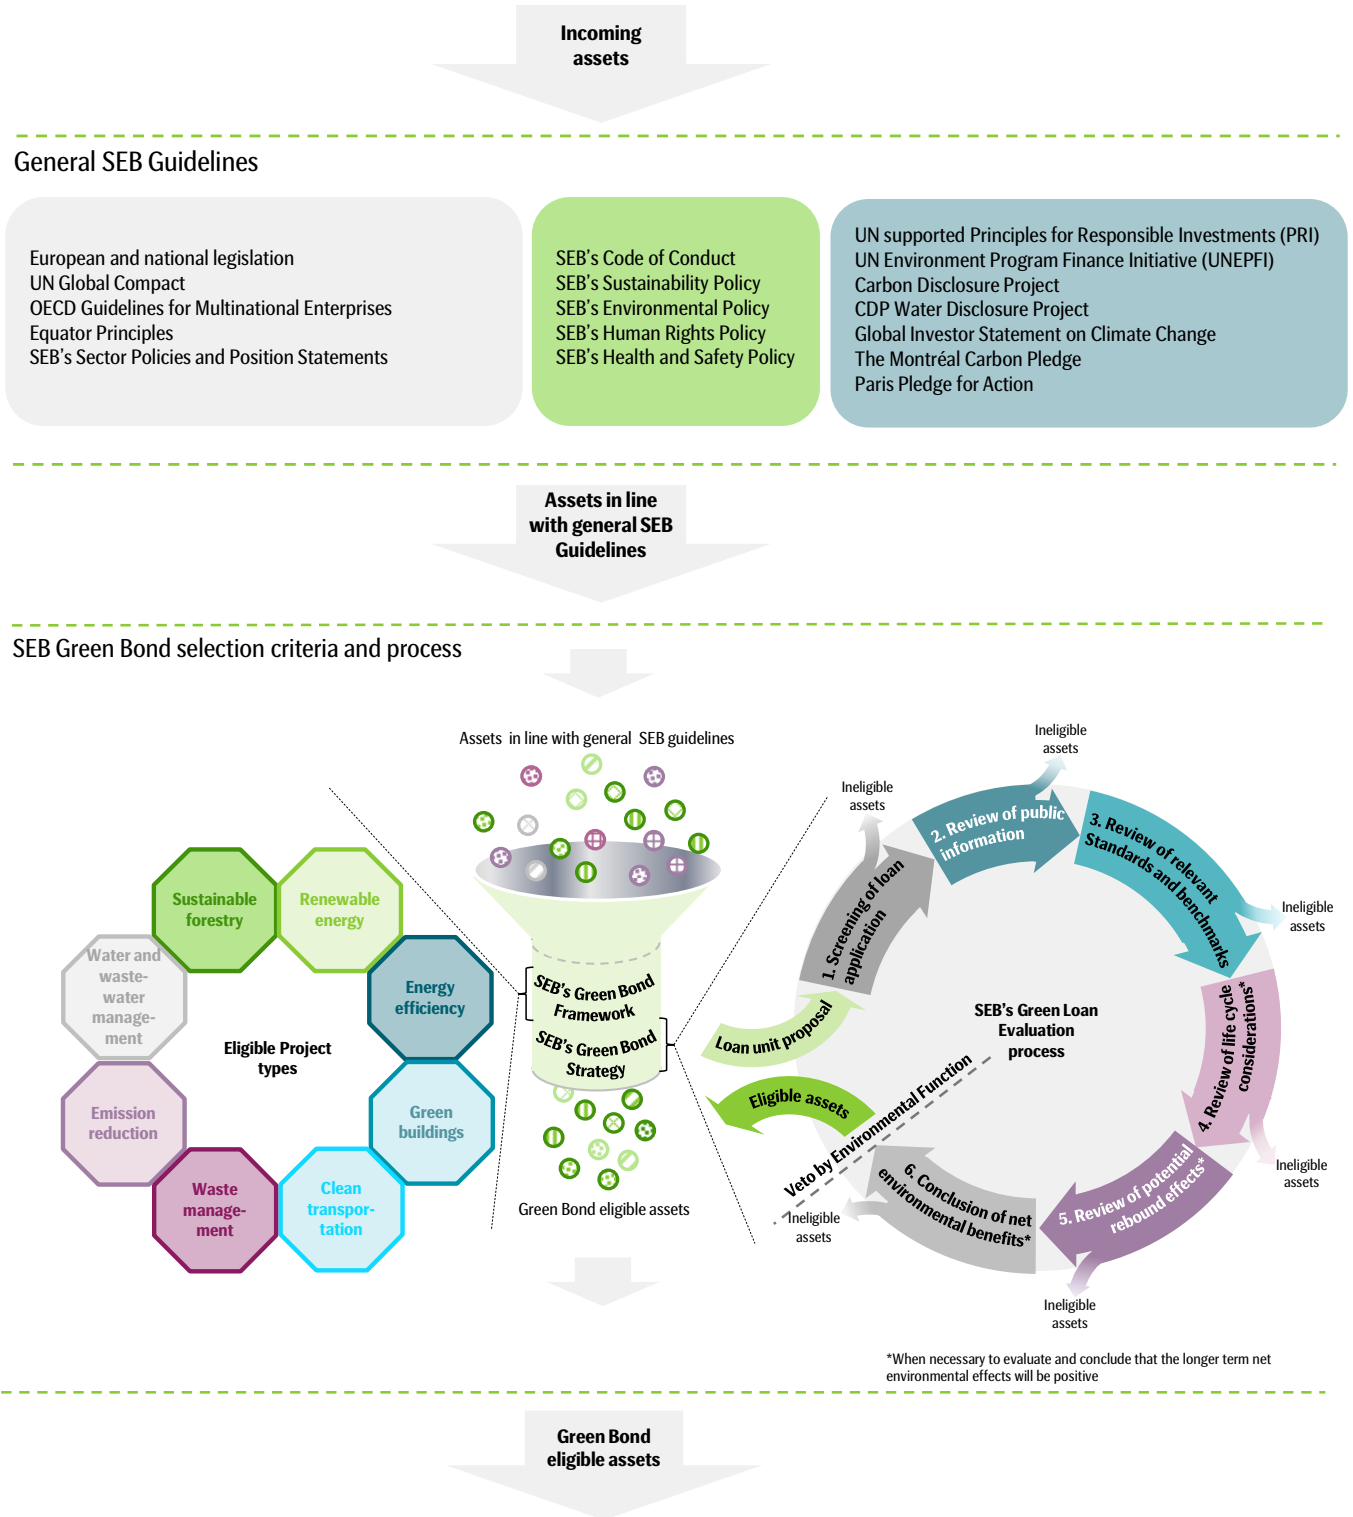 Incoming
assets
General SEB Guidelines
European and national legislation
UN Global Compact
OECD Guidelines for Multinational Enterprises
Equator Principles
SEB's Sector Policies and Position Statements
SEB's Code of Conduct
SEB's Sustainability Policy
SEB's Environmental Policy
SEB's Human Rights Policy
SEB's Health and Safety Policy
UN supported Principles for Responsible Investments (PRI)
UN Environment Program Finance Initiative (UNEPFI)
Carbon Disclosure Project
CDP Water Disclosure Project
Global Investor Statement on Climate Change
The Montréal Carbon Pledge
Paris Pledge for Action
Assets in line
with general SEB
Guidelines
SEB Green Bond selection criteria and process
Sustainable
forestry
Renewable
energy
Water and
waste-
water
manage-
ment
Energy
efficiency
Eligible Project
types
Emission
reduction
Green
buildings
Waste
manage-
ment
Clean
transpor-
tation
Assets in line with general SEB guidelines
SEB's Green Bond
Framework
SEB's Green Bond
Strategy
Green Bond eligible assets
Loan unit proposal
1. Screening of loan
application
Ineligible
assets
2. Review of public
information
Ineligible
assets
3. Review of relevant
Standards and benchmarks
Ineligible
assets
SEB's Green Loan
Evaluation
process
4. Review of life cycle
considerations*
Ineligible
assets
5. Review of potential
rebound effects*
Ineligible
assets
6. Conclusion of net
environmental benefits*
Ineligible
assets
Veto by Environmental Function
Eligible assets
*When necessary to evaluate and conclude that the longer term net
environmental effects will be positive
Green Bond
eligible assets